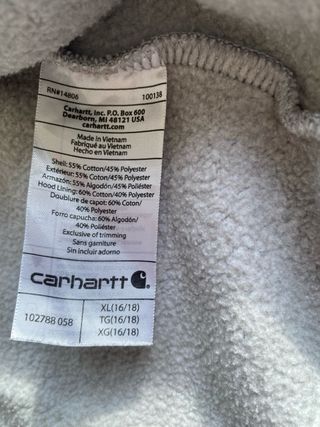 RN#14806 100138
Carhartt, Inc. P.O. Box 600
Dearborn, MI 48121 USA
carhartt.com
Made in Vietnam
Fabriqué au Vietnam
Hecho en Vietnam
Shell: 55% Cotton/45% Polyester
Extérieur: 55% Coton/45% Polyester
Armazón: 55% Algodón/45% Poliéster
Hood Lining: 60% Cotton/40% Polyester
Doublure de capot: 60% Coton/
40% Polyester
Forro capucha: 60% Algodón/
40% Poliéster
Exclusive of trimming
Sans garniture
Sin incluir adorno
carhartt
102788 058
XL(16/18)
TG(16/18)
XG(16/18)